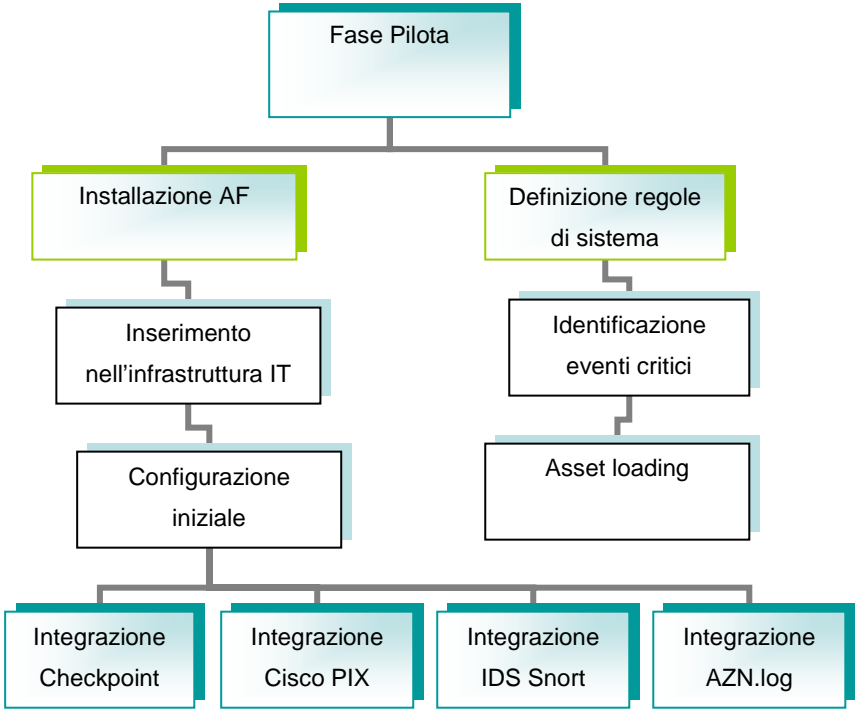 Fase Pilota
Installazione AF
Definizione regole
di sistema
Inserimento
nell'infrastruttura IT
Identificazione
eventi critici
Configurazione
iniziale
Asset loading
Integrazione
Checkpoint
Integrazione
Cisco PIX
Integrazione
IDS Snort
Integrazione
AZN.log